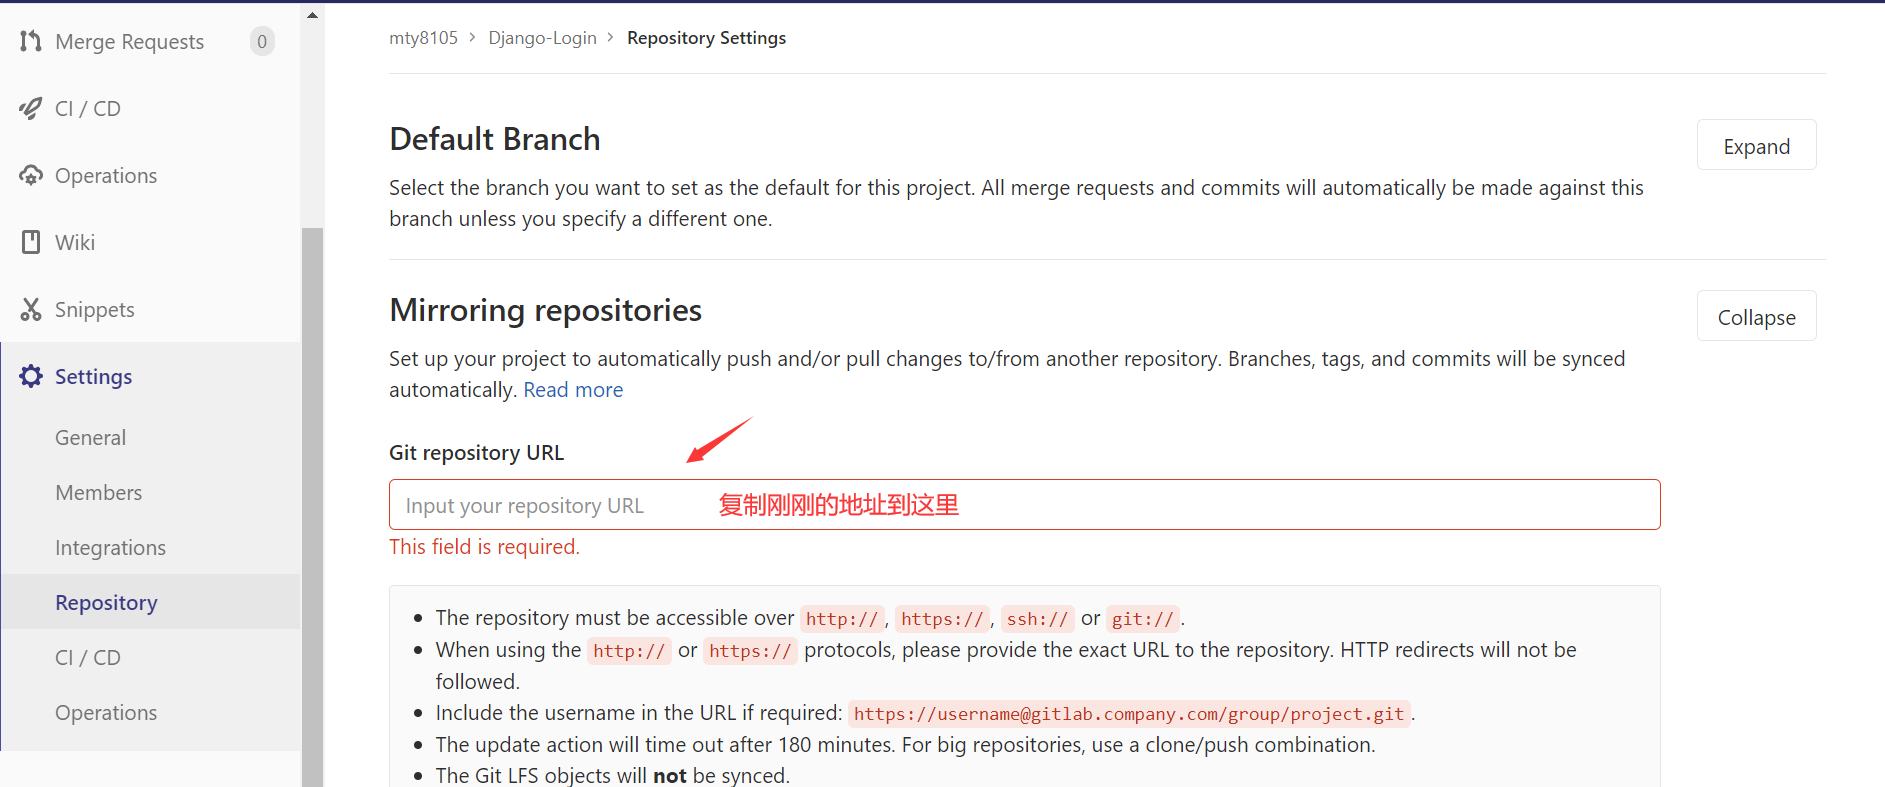 Merge Requests 0
CI / CD
Operations
Wiki
Snippets
Settings
General
Members
Integrations
Repository
CI / CD
Operations
mty8105 > Django-Login > Repository Settings
Default Branch
Expand
Select the branch you want to set as the default for this project. All merge requests and commits will automatically be made against this
branch unless you specify a different one.
Mirroring repositories
Collapse
Set up your project to automatically push and/or pull changes to/from another repository. Branches, tags, and commits will be synced
automatically. Read more
Git repository URL
Input your repository URL 复制刚刚的地址到这里
This field is required.
• The repository must be accessible over http://, https://, ssh:// or git://.
• When using the http:// or https:// protocols, please provide the exact URL to the repository. HTTP redirects will not be
followed.
• Include the username in the URL if required: https://username@gitlab.company.com/group/project.git.
• The update action will time out after 180 minutes. For big repositories, use a clone/push combination.
• The Git LFS objects will not be synced.